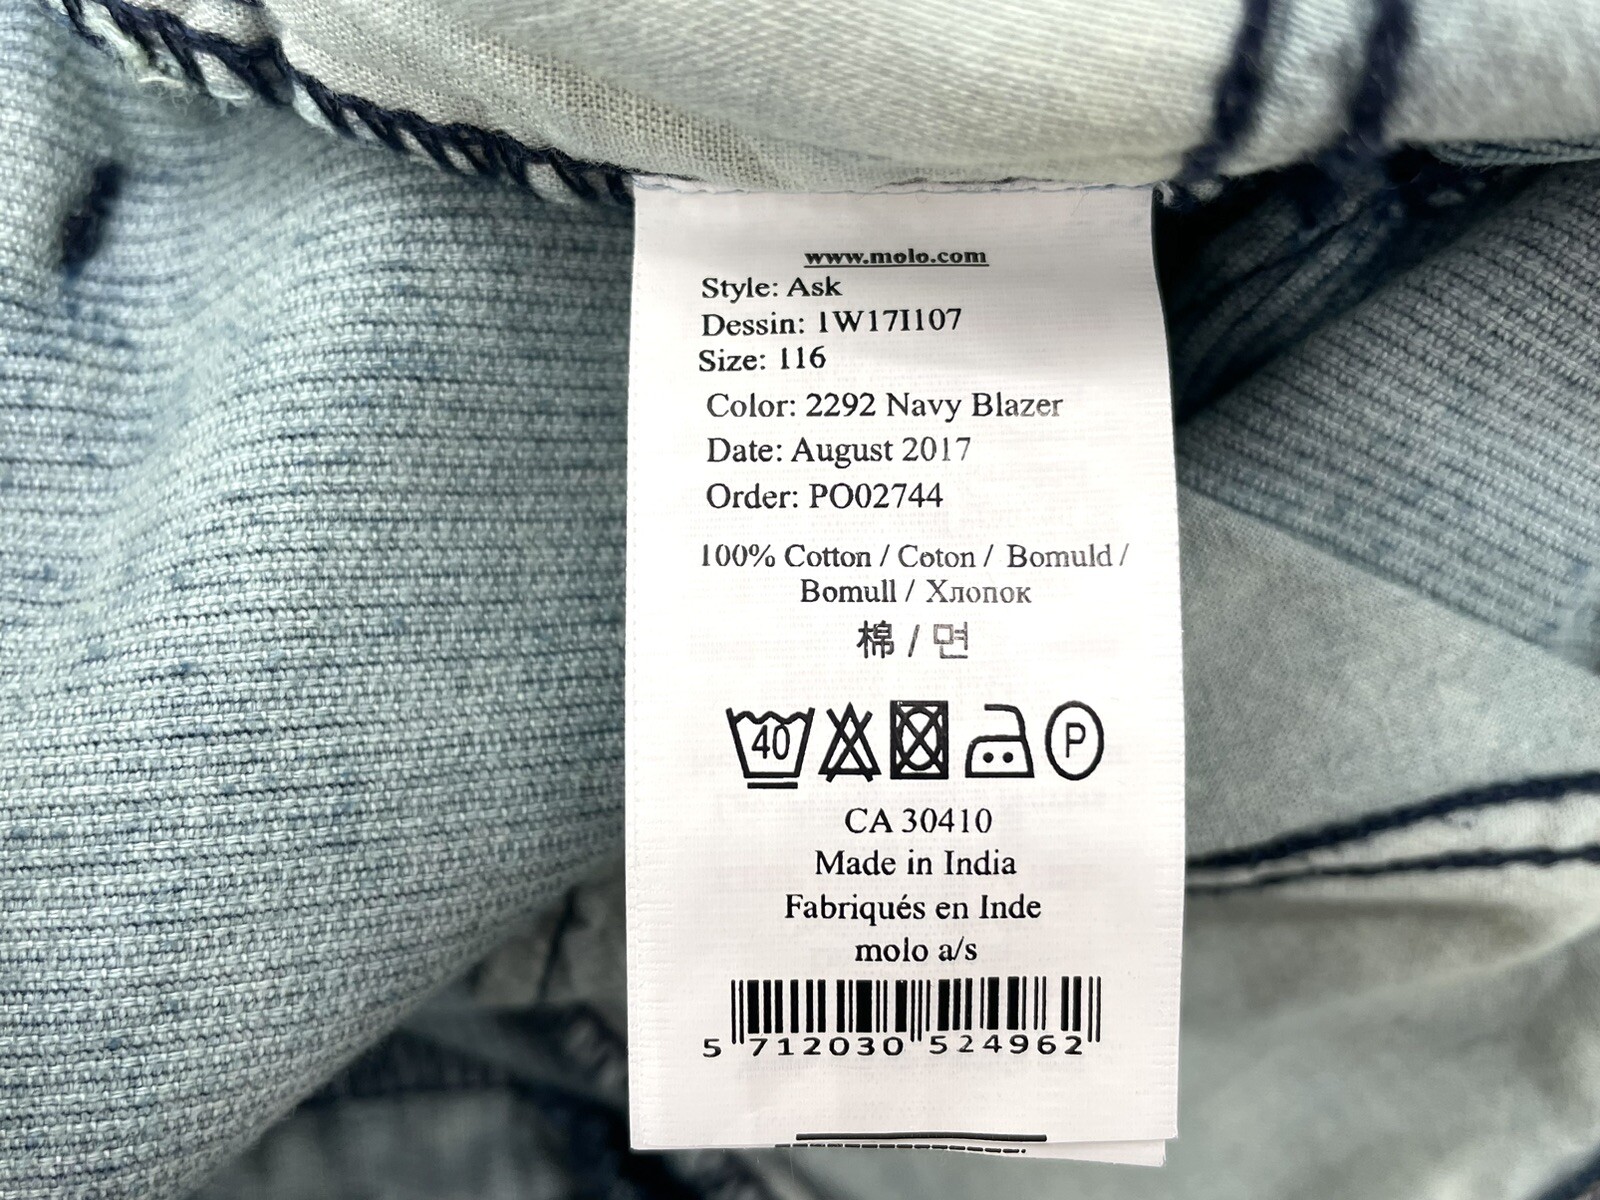 www.molo.com
Style: Ask
Dessin: 1W17I107
Size: 116
Color: 2292 Navy Blazer
Date: August 2017
Order: PO02744
100% Cotton / Coton / Bomuld /
Bomull / Хлопок
棉 / 면
40 P
CA 30410
Made in India
Fabriqués en Inde
molo a/s
5 712030 524962